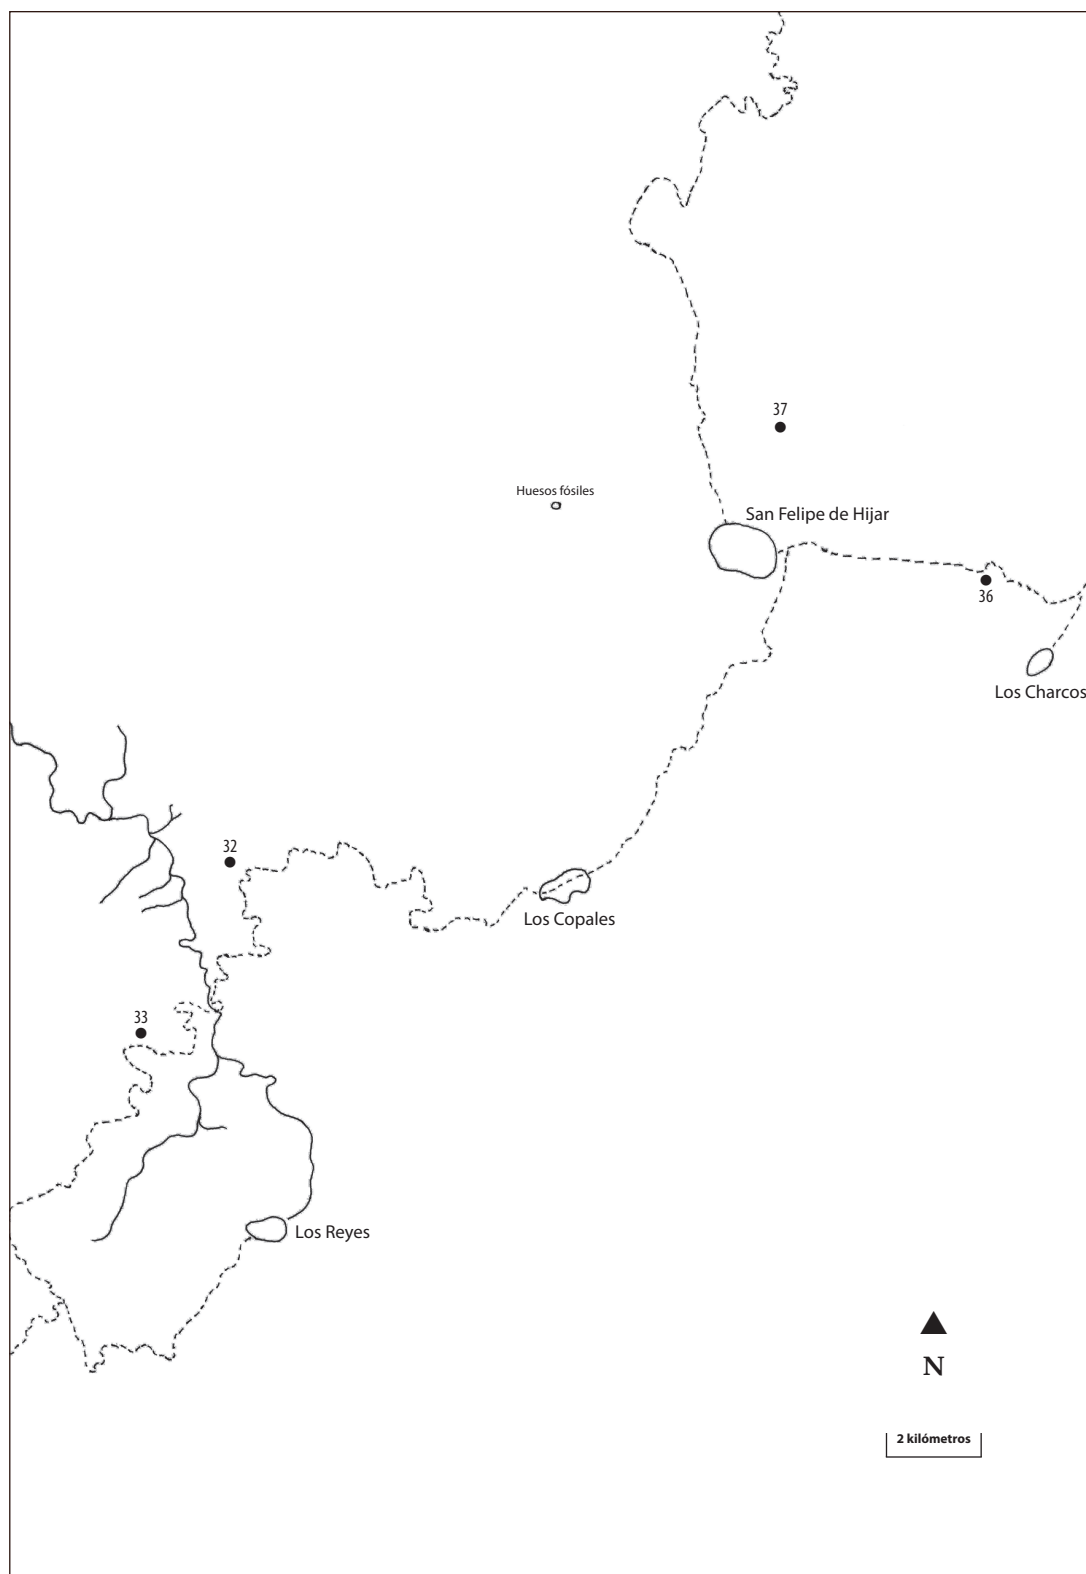 37
Huesos fósiles
San Felipe de Hijar
36
Los Charcos
32
Los Copales
33
Los Reyes
N
2 kilómetros